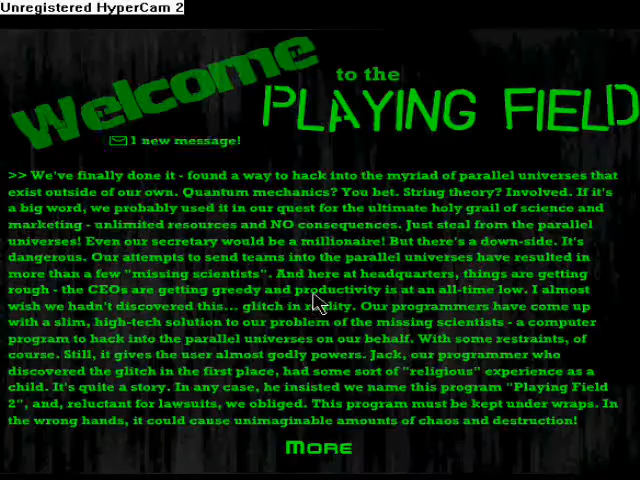 Unregistered HyperCam 2
Welcome to the
PLAYING FIELD
1 new message!
>> We've finally done it - found a way to hack into the myriad of parallel universes that
exist outside of our own. Quantum mechanics? You bet. String theory? Involved. If it's
a big word, we probably used it in our quest for the ultimate holy grail of science and
marketing - unlimited resources and NO consequences. Just steal from the parallel
universes! Even our secretary would be a millionaire! But there's a down-side. It's
dangerous. Our attempts to send teams into the parallel universes have resulted in
more than a few "missing scientists". And here at headquarters, things are getting
rough - the CEOs are getting greedy and productivity is at an all-time low. I almost
wish we hadn't discovered this... glitch in reality. Our programmers have come up
with a slim, high-tech solution to our problem of the missing scientists - a computer
program to hack into the parallel universes on our behalf. With some restraints, of
course. Still, it gives the user almost godly powers. Jack, our programmer who
discovered the glitch in the first place, had some sort of "religious" experience as a
child. It's quite a story. In any case, he insisted we name this program "Playing Field
2", and, reluctant for lawsuits, we obliged. This program must be kept under wraps. In
the wrong hands, it could cause unimaginable amounts of chaos and destruction!
MORE